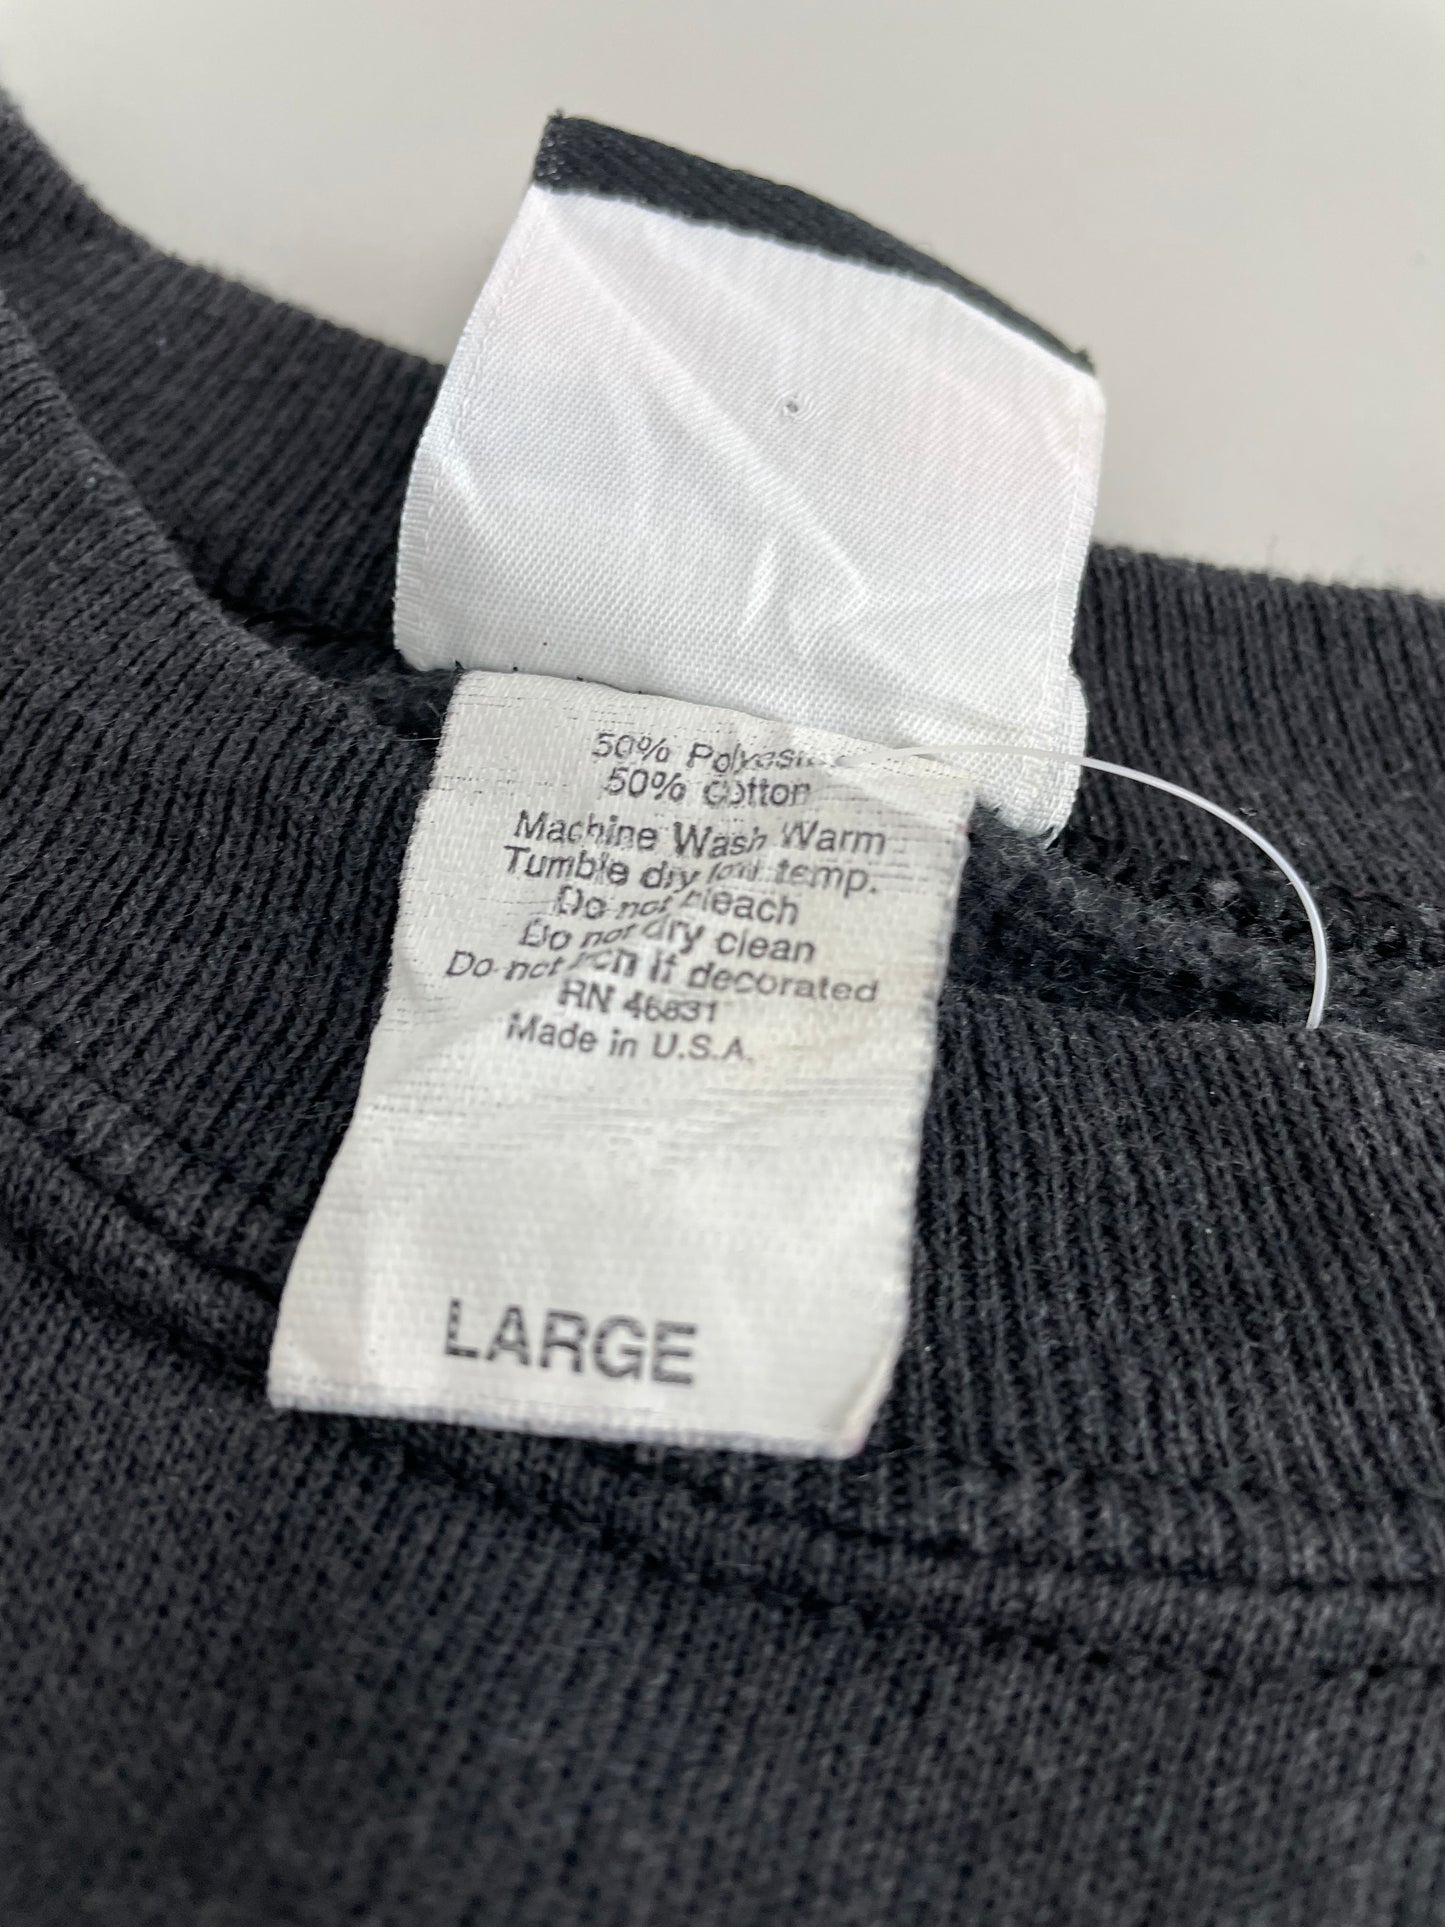 50% Polyester
50% Cotton
Machine Wash Warm
Tumble dry low temp.
Do not bleach
Do not dry clean
Do not iron if decorated
RN 46831
Made in U.S.A.
LARGE